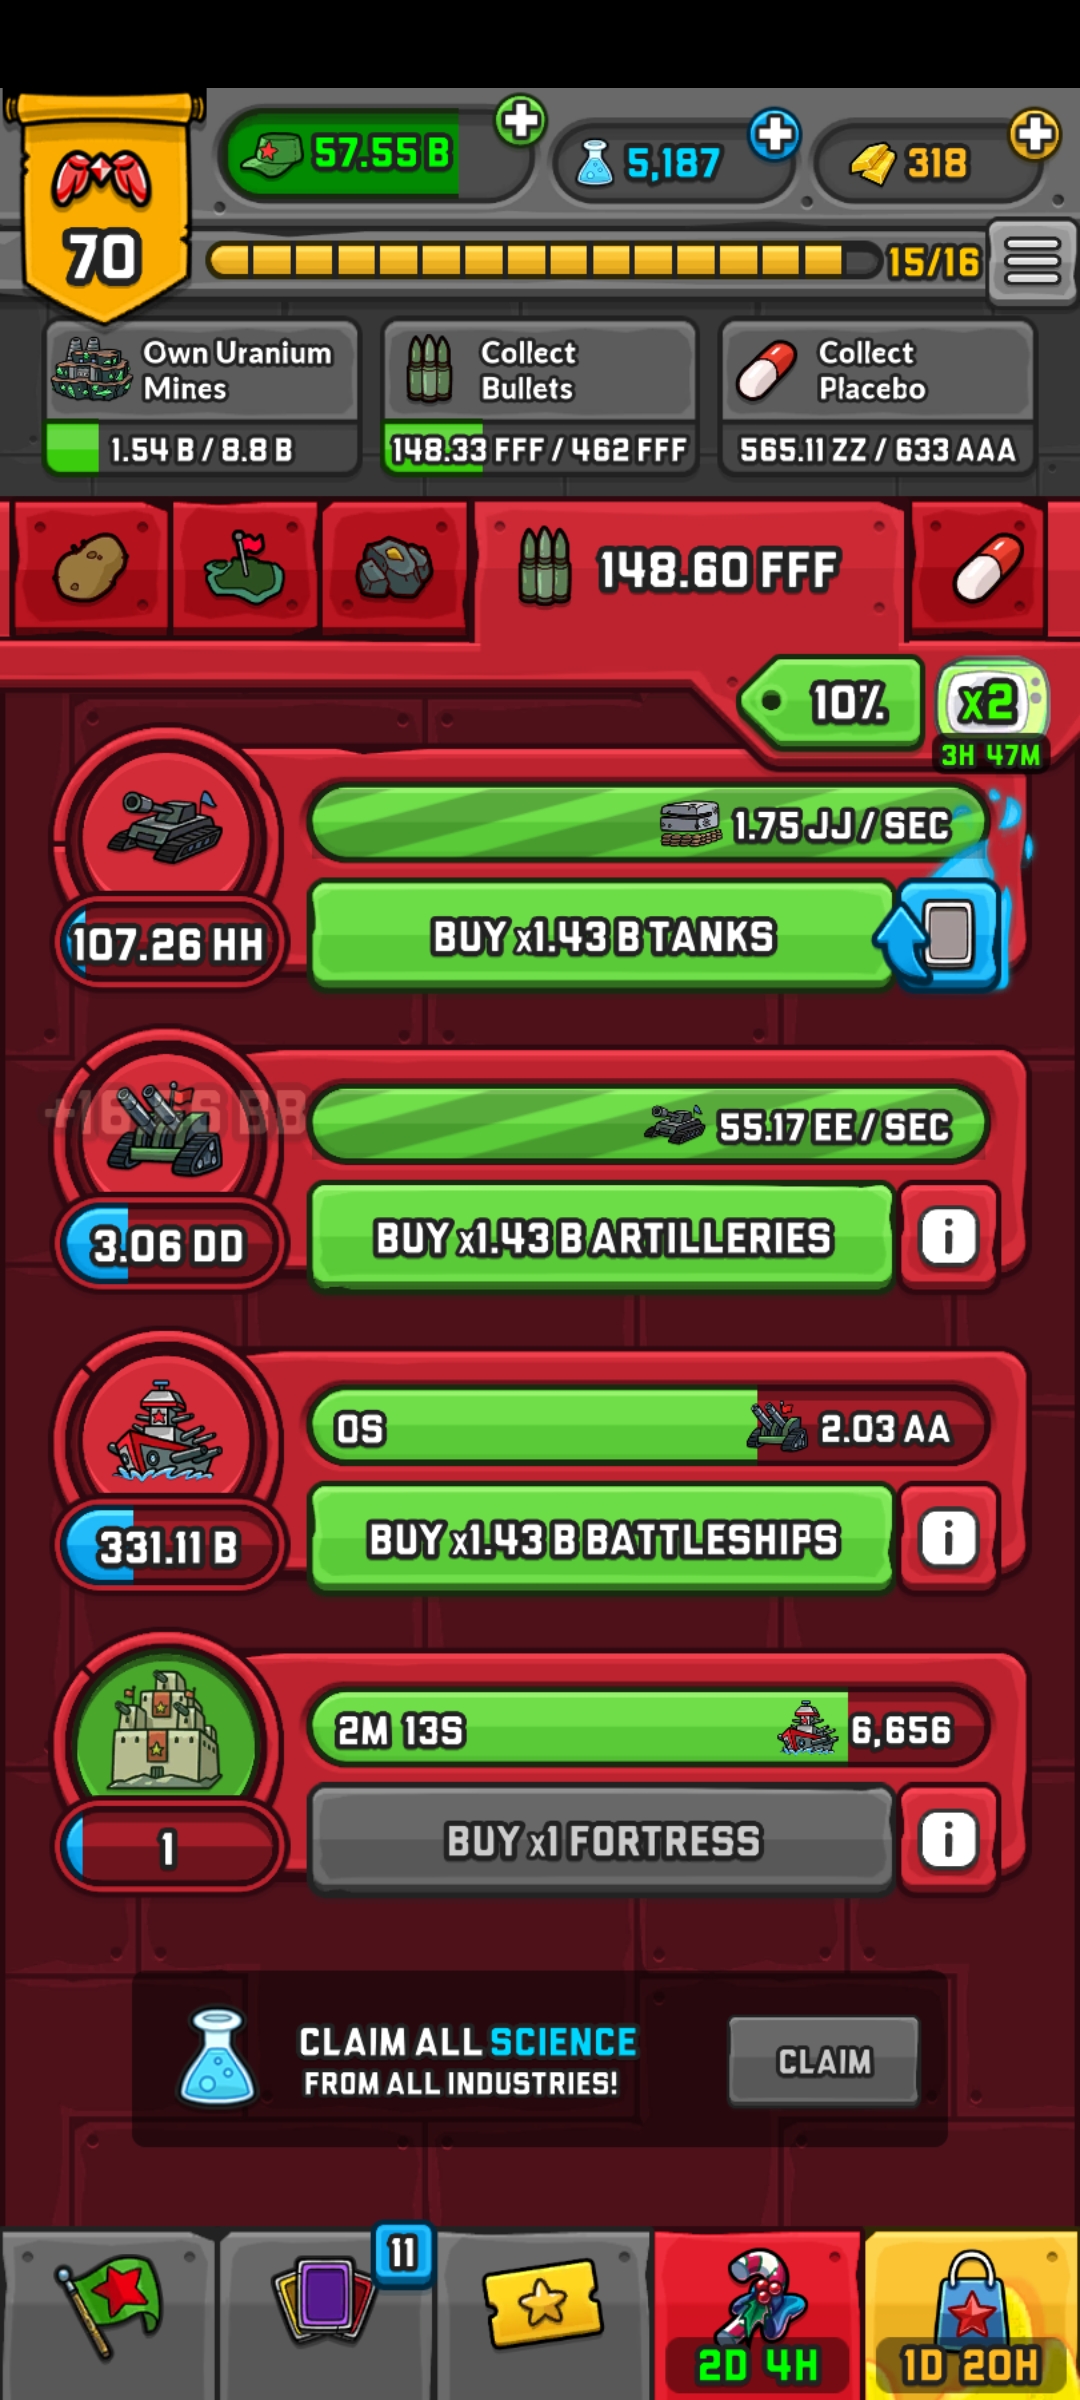 57.55 B
5,187
318
70
15/16
Own Uranium
Mines
1.54 B / 8.8 B
Collect
Bullets
148.33 FFF / 462 FFF
Collect
Placebo
565.11 ZZ / 633 AAA
148.60 FFF
10%
x2
3H 47M
1.75 JJ / SEC
107.26 HH
BUY x1.43 B TANKS
55.17 EE / SEC
3.06 DD
BUY x1.43 B ARTILLERIES
i
0S
2.03 AA
331.11 B
BUY x1.43 B BATTLESHIPS
i
2M 13S
6,656
1
BUY x1 FORTRESS
i
CLAIM ALL SCIENCE
FROM ALL INDUSTRIES!
CLAIM
11
2D 4H
1D 20H